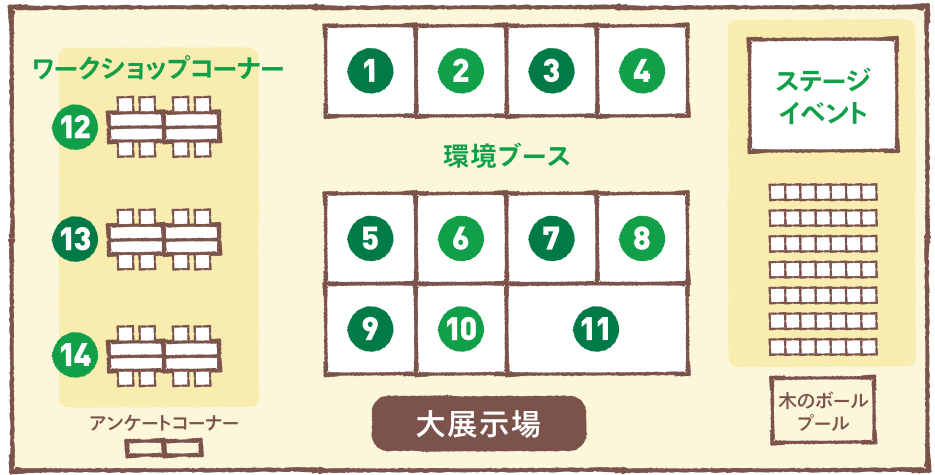 ワークショップコーナー
12
13
14
アンケートコーナー
1 2 3 4
環境ブース
5 6 7 8
9 10 11
大展示場
ステージ
イベント
木のボール
プール